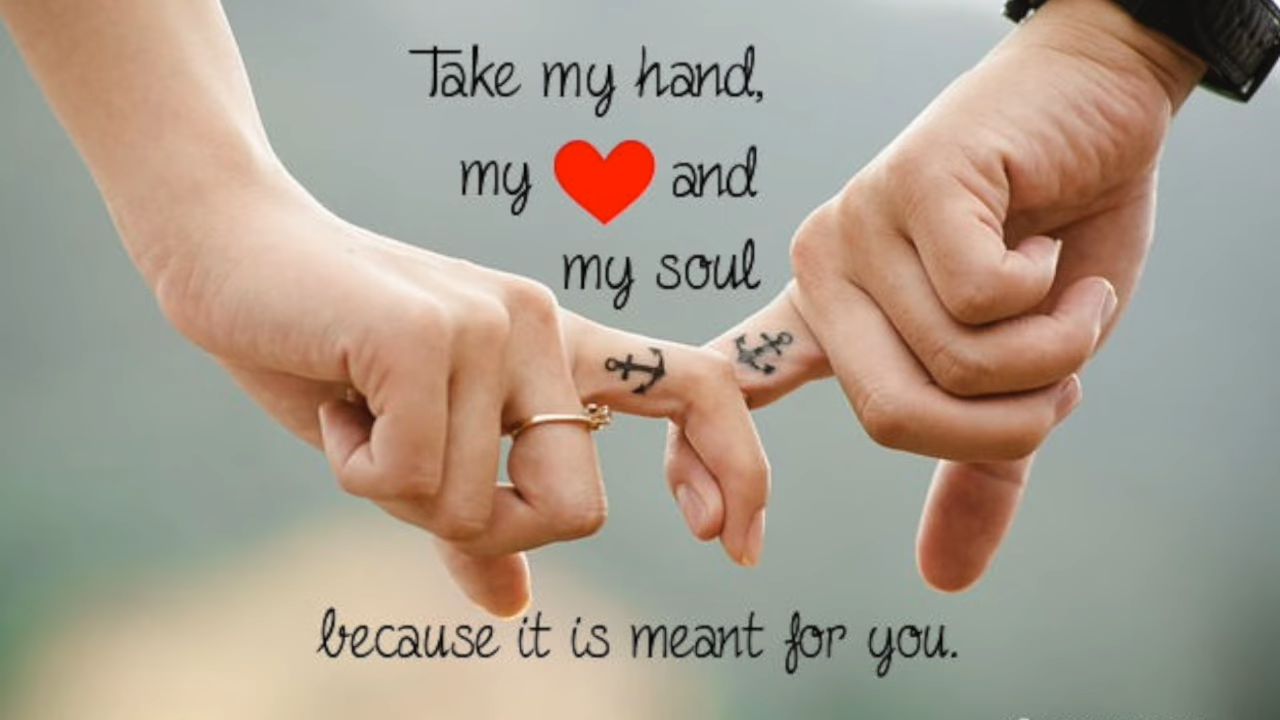 Take my hand,
my ❤ and
my soul
because it is meant for you.